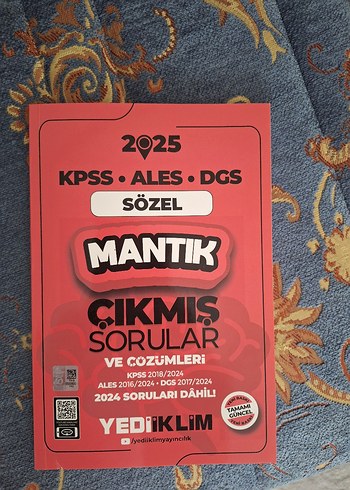 2025
KPSS • ALES • DGS
SÖZEL
MANTIK
ÇIKMIŞ
SORULAR
VE ÇÖZÜMLERİ
KPSS 2018/2024
ALES 2016/2024 • DGS 2017/2024
2024 SORULARI DÂHİL!
TAMAMI
GÜNCEL
YEDİİKLİM
/yediiklimyayincilik